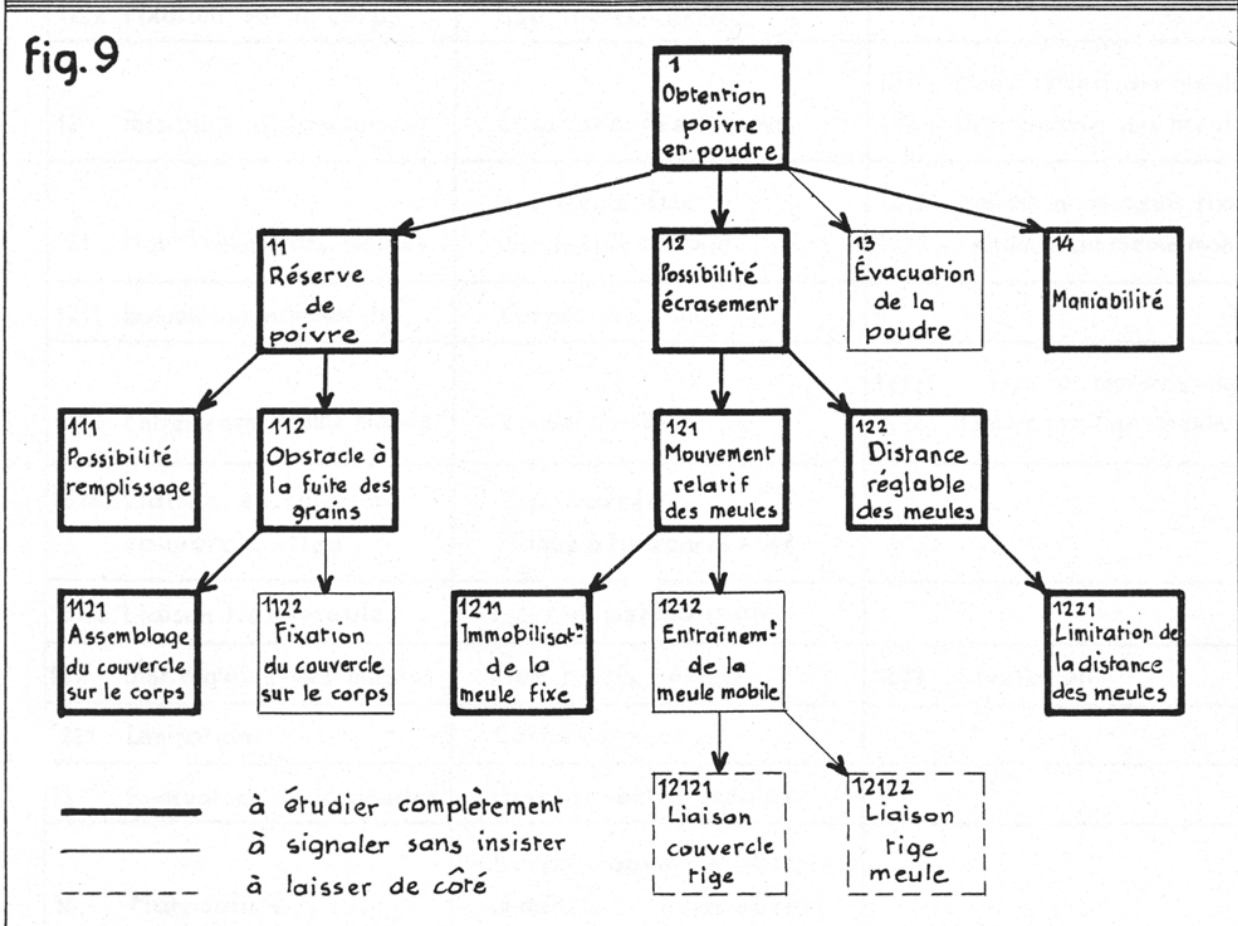 fig.9
1
Obtention
poivre
en poudre
11
Réserve
de
poivre
12
Possibilité
écrasement
13
Évacuation
de la
poudre
14
Maniabilité
111
Possibilité
remplissage
112
Obstacle à
la fuite des
grains
121
Mouvement
relatif
des meules
122
Distance
réglable
des meules
1121
Assemblage
du couvercle
sur le corps
1122
Fixation
du couvercle
sur le corps
1211
Immobilisat.ⁿ
de la
meule fixe
1212
Entraînem.ᵗ
de la
meule mobile
1221
Limitation de
la distance
des meules
12121
Liaison
couvercle
tige
12122
Liaison
tige
meule
à étudier complètement
à signaler sans insister
à laisser de côté